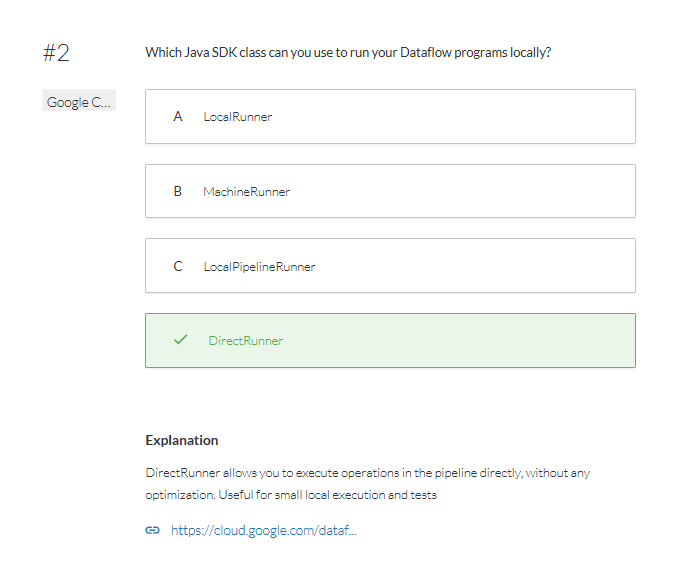 #2
Which Java SDK class can you use to run your Dataflow programs locally?
Google C...
A LocalRunner
B MachineRunner
C LocalPipelineRunner
DirectRunner
Explanation
DirectRunner allows you to execute operations in the pipeline directly, without any
optimization. Useful for small local execution and tests
https://cloud.google.com/dataf...